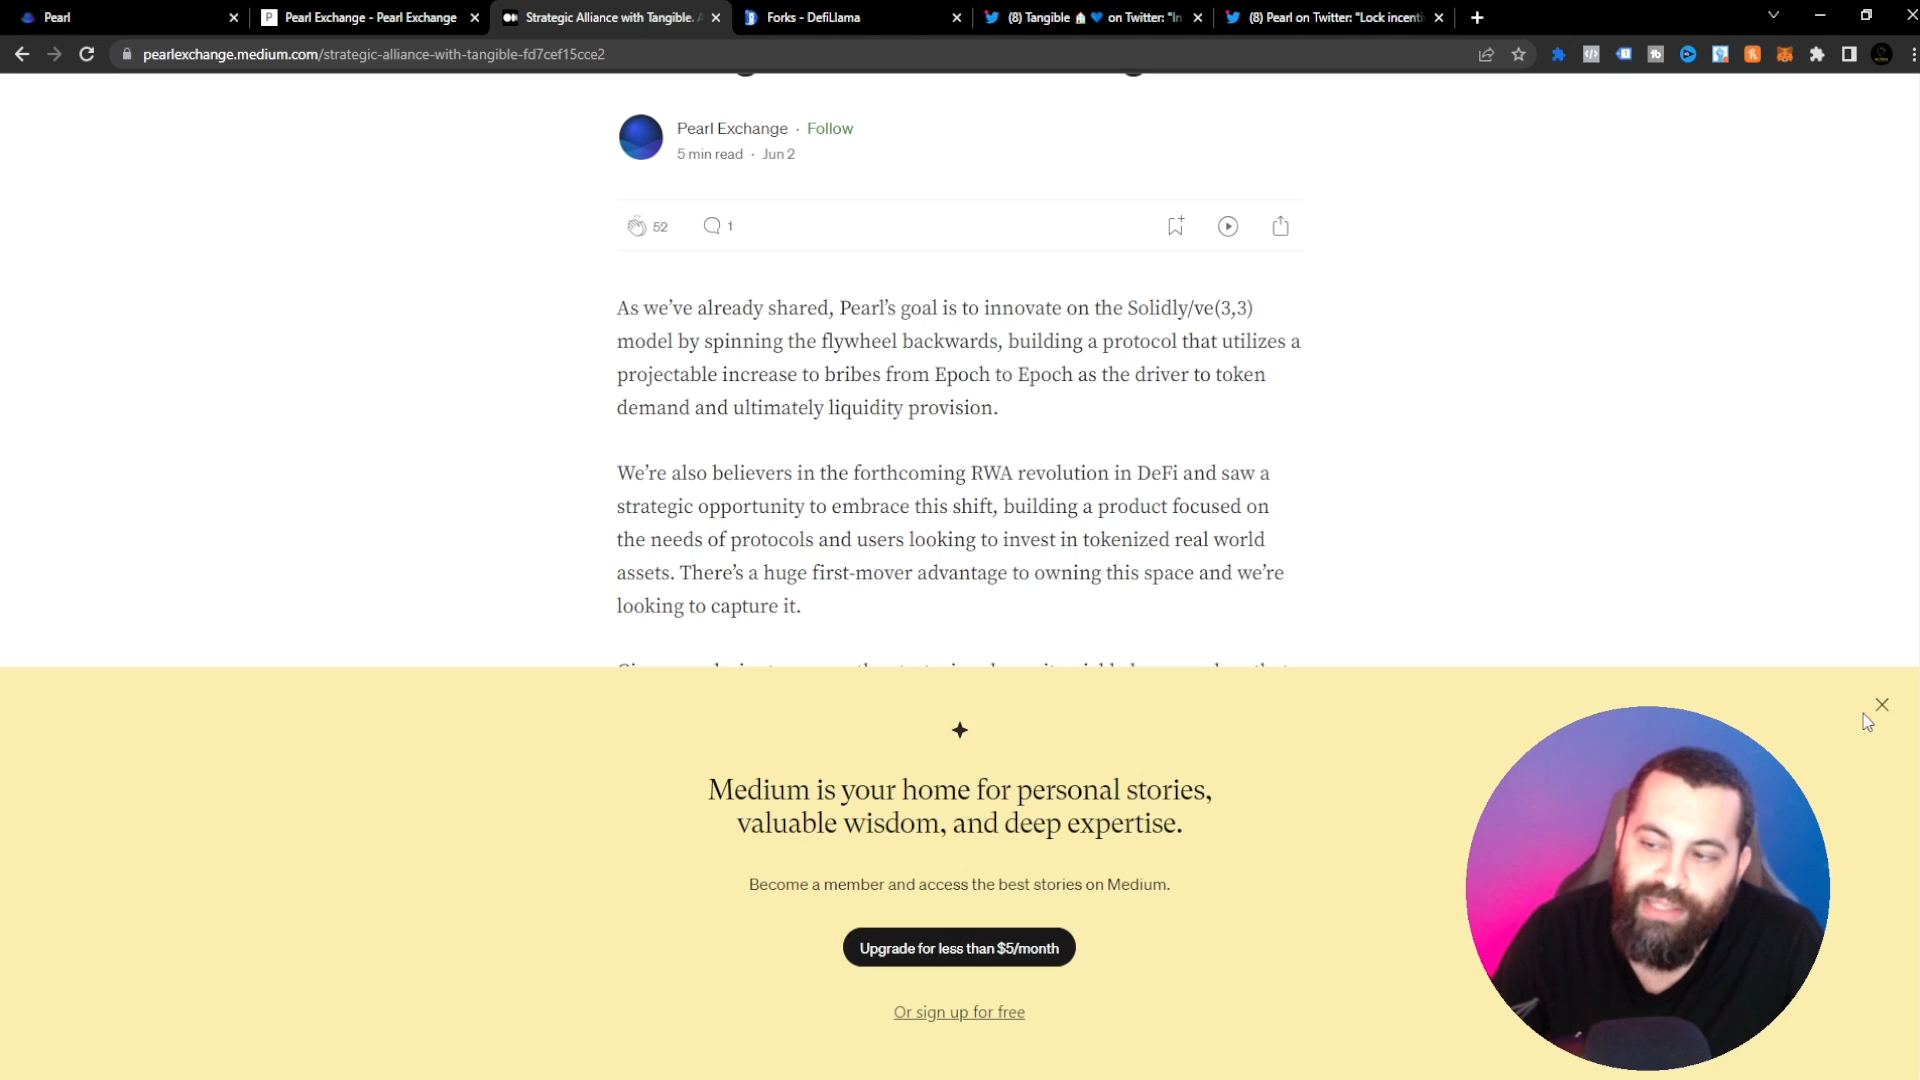 Pearl
Pearl Exchange - Pearl Exchange
Strategic Alliance with Tangible.
Forks - DefiLlama
(8) Tangible 🏠 💙 on Twitter: "In
(8) Pearl on Twitter: "Lock incenti
pearlexchange.medium.com/strategic-alliance-with-tangible-fd7cef15cce2
Pearl Exchange · Follow
5 min read · Jun 2
52
1
As we’ve already shared, Pearl’s goal is to innovate on the Solidly/ve(3,3)
model by spinning the flywheel backwards, building a protocol that utilizes a
projectable increase to bribes from Epoch to Epoch as the driver to token
demand and ultimately liquidity provision.
We’re also believers in the forthcoming RWA revolution in DeFi and saw a
strategic opportunity to embrace this shift, building a product focused on
the needs of protocols and users looking to invest in tokenized real world
assets. There’s a huge first-mover advantage to owning this space and we’re
looking to capture it.
Medium is your home for personal stories,
valuable wisdom, and deep expertise.
Become a member and access the best stories on Medium.
Upgrade for less than $5/month
Or sign up for free